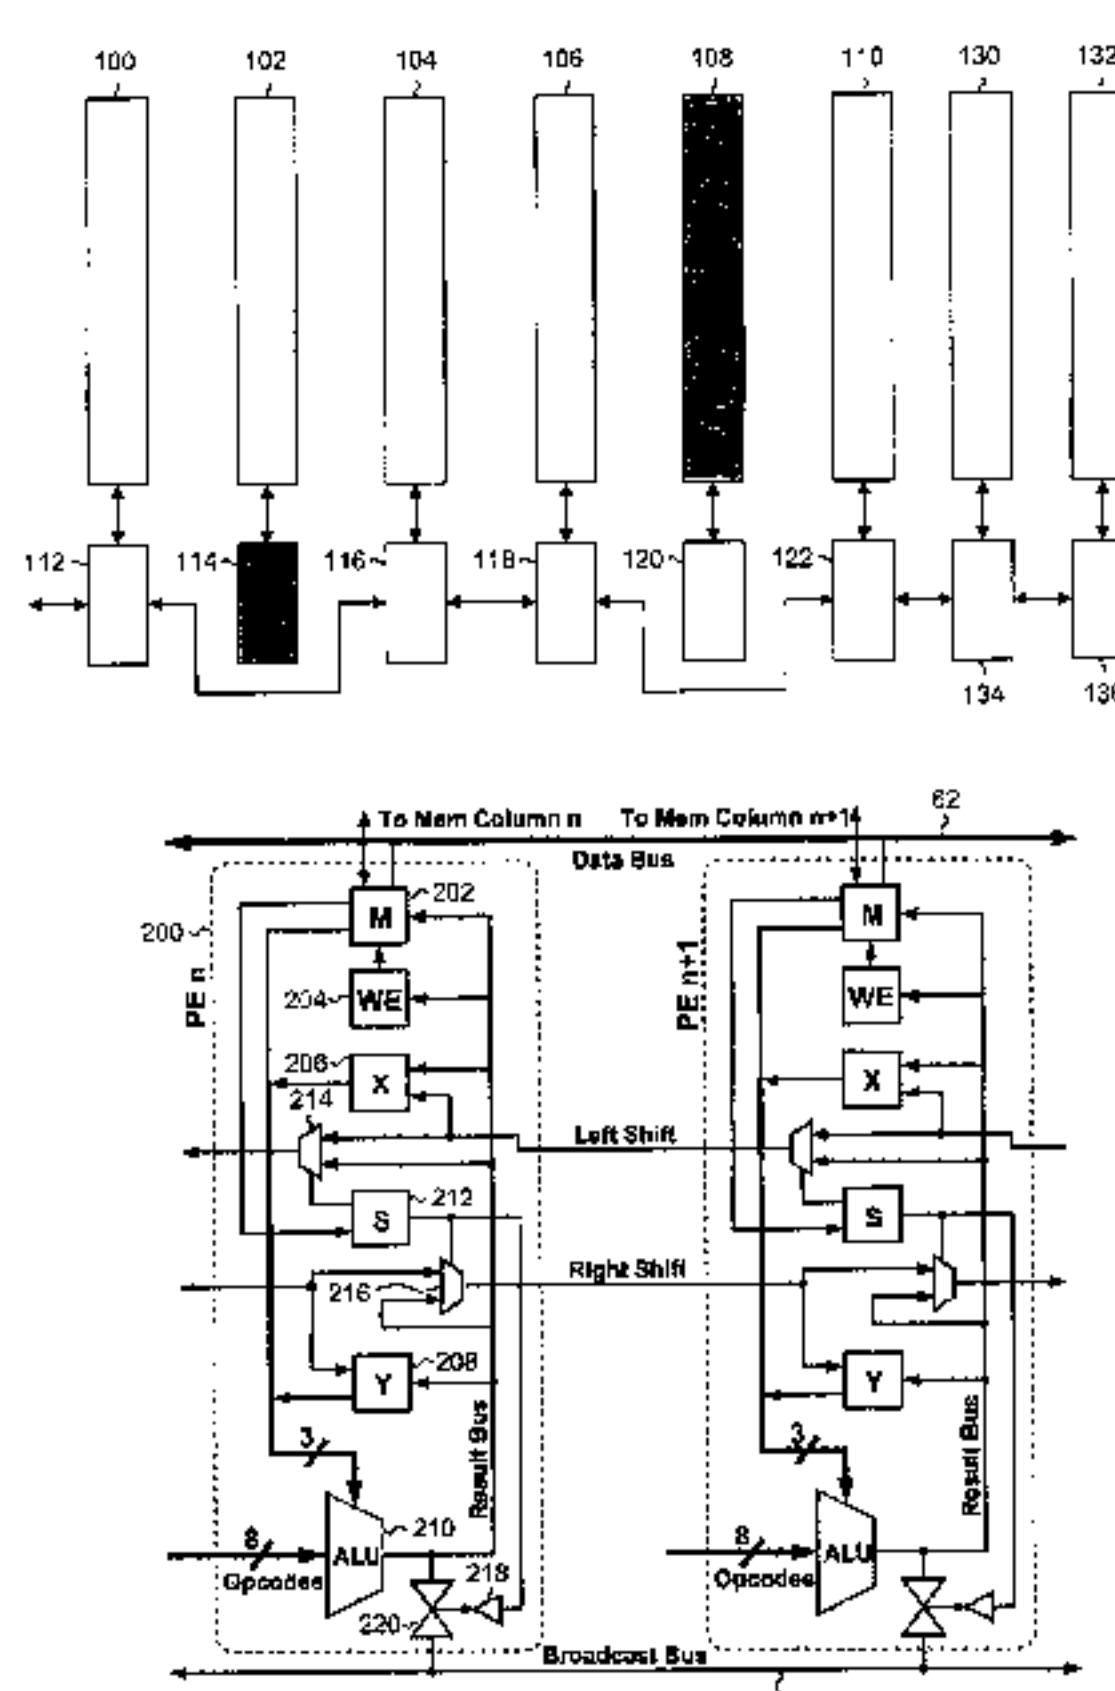 100 102 104 106 108 110 130 132
112 114 116 118 120 122
134
To Mem Column n To Mem Column n+1 62
Data Bus
M 202 M
200
PE n PE n+1
204 WE WE
206 X X
214
Left Shift
S 212 S
Right Shift
216
Y 208 Y
3 3
Result Bus Result Bus
8 ALU 210 8 ALU
Opcodes 218 Opcodes
220
Broadcast Bus